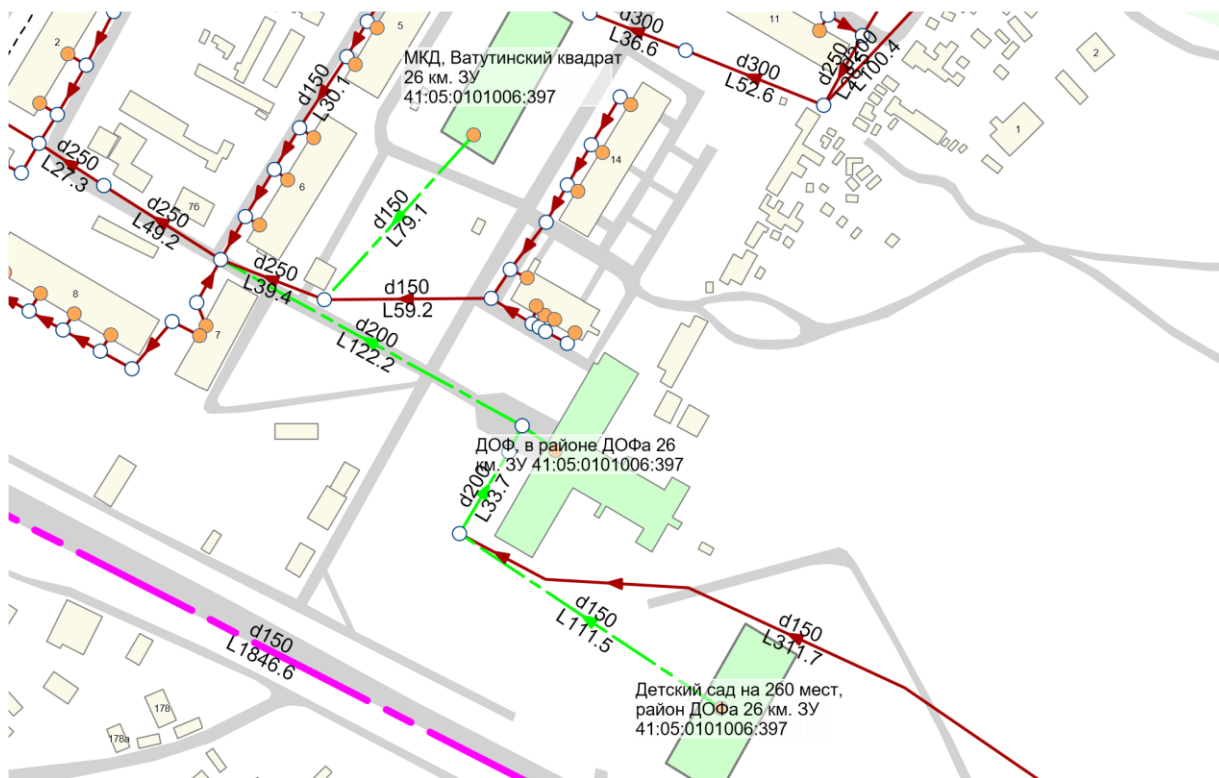 2
5
11
2
d300
L36.6
d300
L52.6
d250
L100.4
МКД, Ватутинский квадрат
26 км. ЗУ
41:05:0101006:397
d150
L30.1
1
14
d250
L27.3
6
7б
d250
L49.2
d150
L79.1
d250
L39.4
d150
L59.2
8
7
d200
L122.2
ДОФ, в районе ДОФа 26
км. ЗУ 41:05:0101006:397
d200
L33.7
d150
L111.5
d150
L311.7
d150
L1846.6
Детский сад на 260 мест,
район ДОФа 26 км. ЗУ
41:05:0101006:397
178
178а